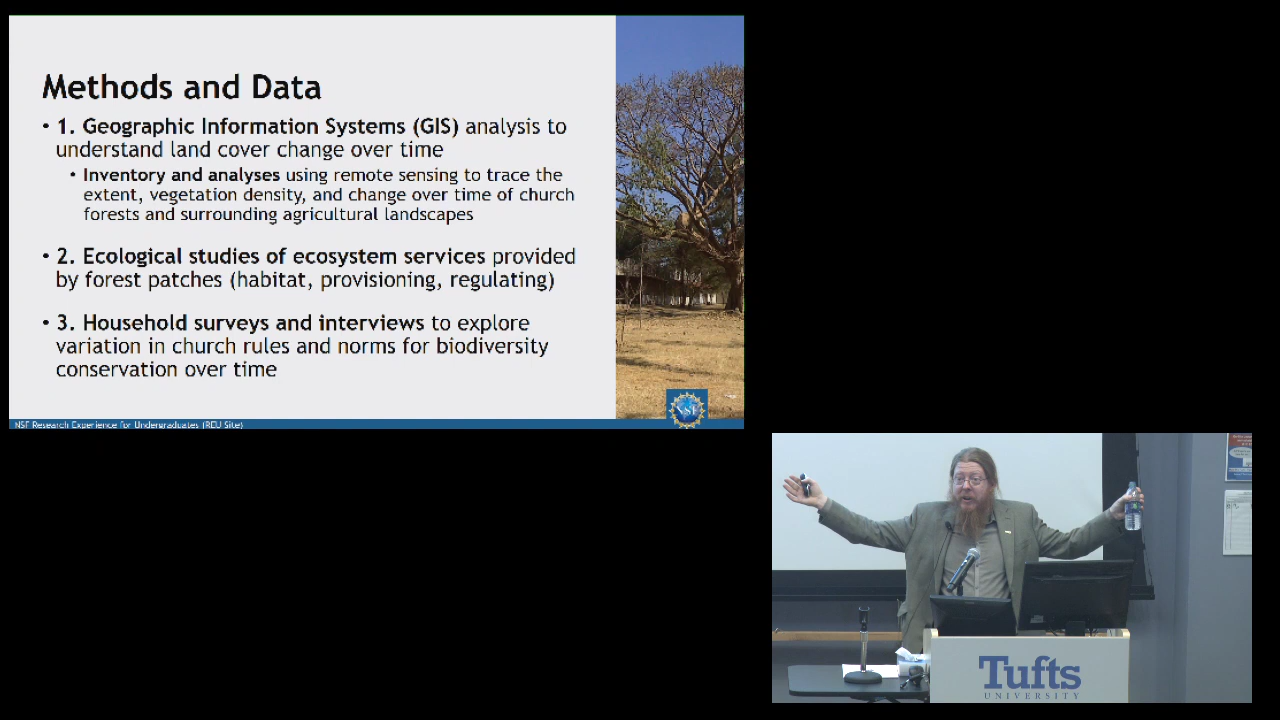 Methods and Data
• 1. Geographic Information Systems (GIS) analysis to
understand land cover change over time
• Inventory and analyses using remote sensing to trace the
extent, vegetation density, and change over time of church
forests and surrounding agricultural landscapes
• 2. Ecological studies of ecosystem services provided
by forest patches (habitat, provisioning, regulating)
• 3. Household surveys and interviews to explore
variation in church rules and norms for biodiversity
conservation over time
NSF
NSF Research Experience for Undergraduates (REU Site)
Tufts
UNIVERSITY